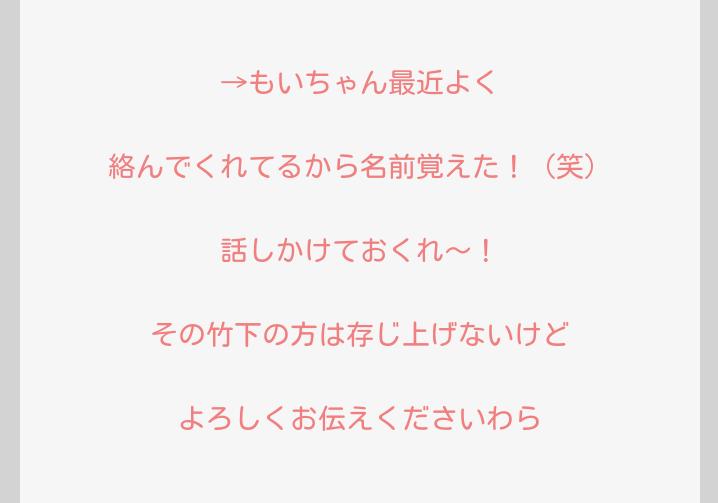 →もいちゃん最近よく
絡んでくれてるから名前覚えた！（笑）
話しかけておくれ〜！
その竹下の方は存じ上げないけど
よろしくお伝えくださいわら